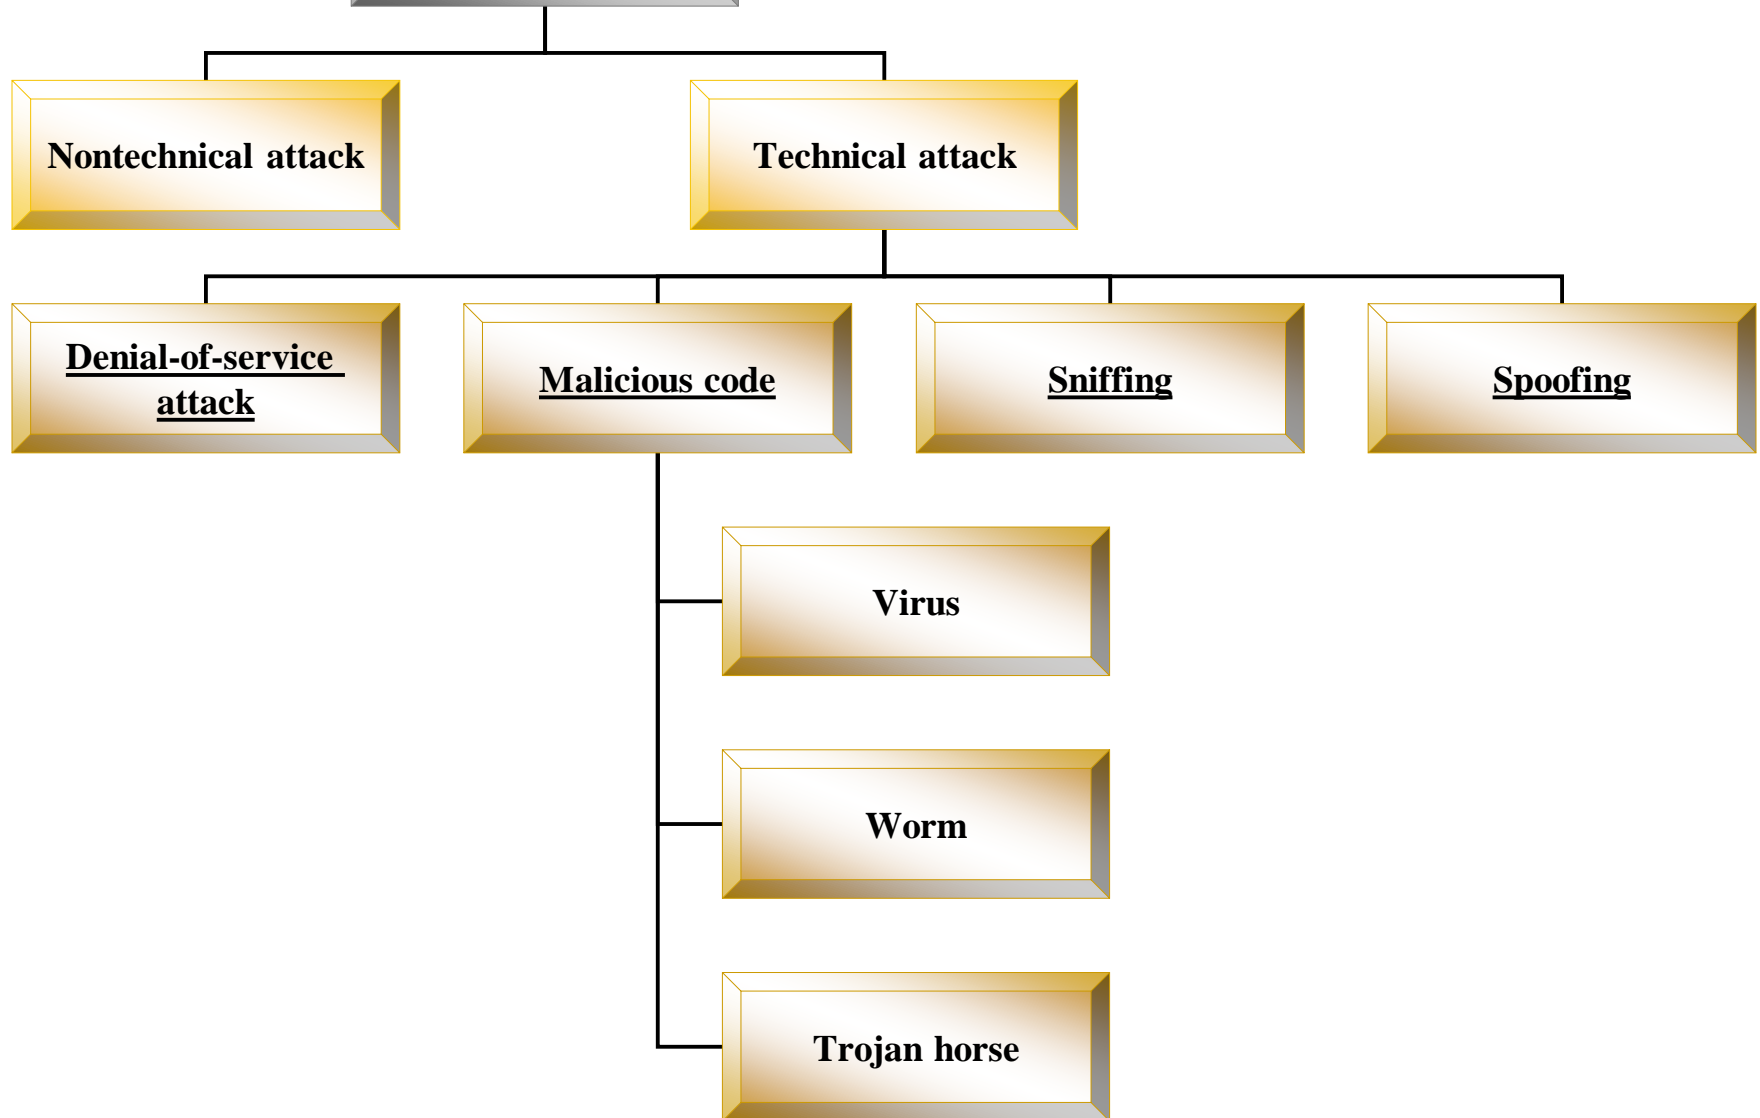 Nontechnical attack
Technical attack
Denial-of-service
attack
Malicious code
Sniffing
Spoofing
Virus
Worm
Trojan horse